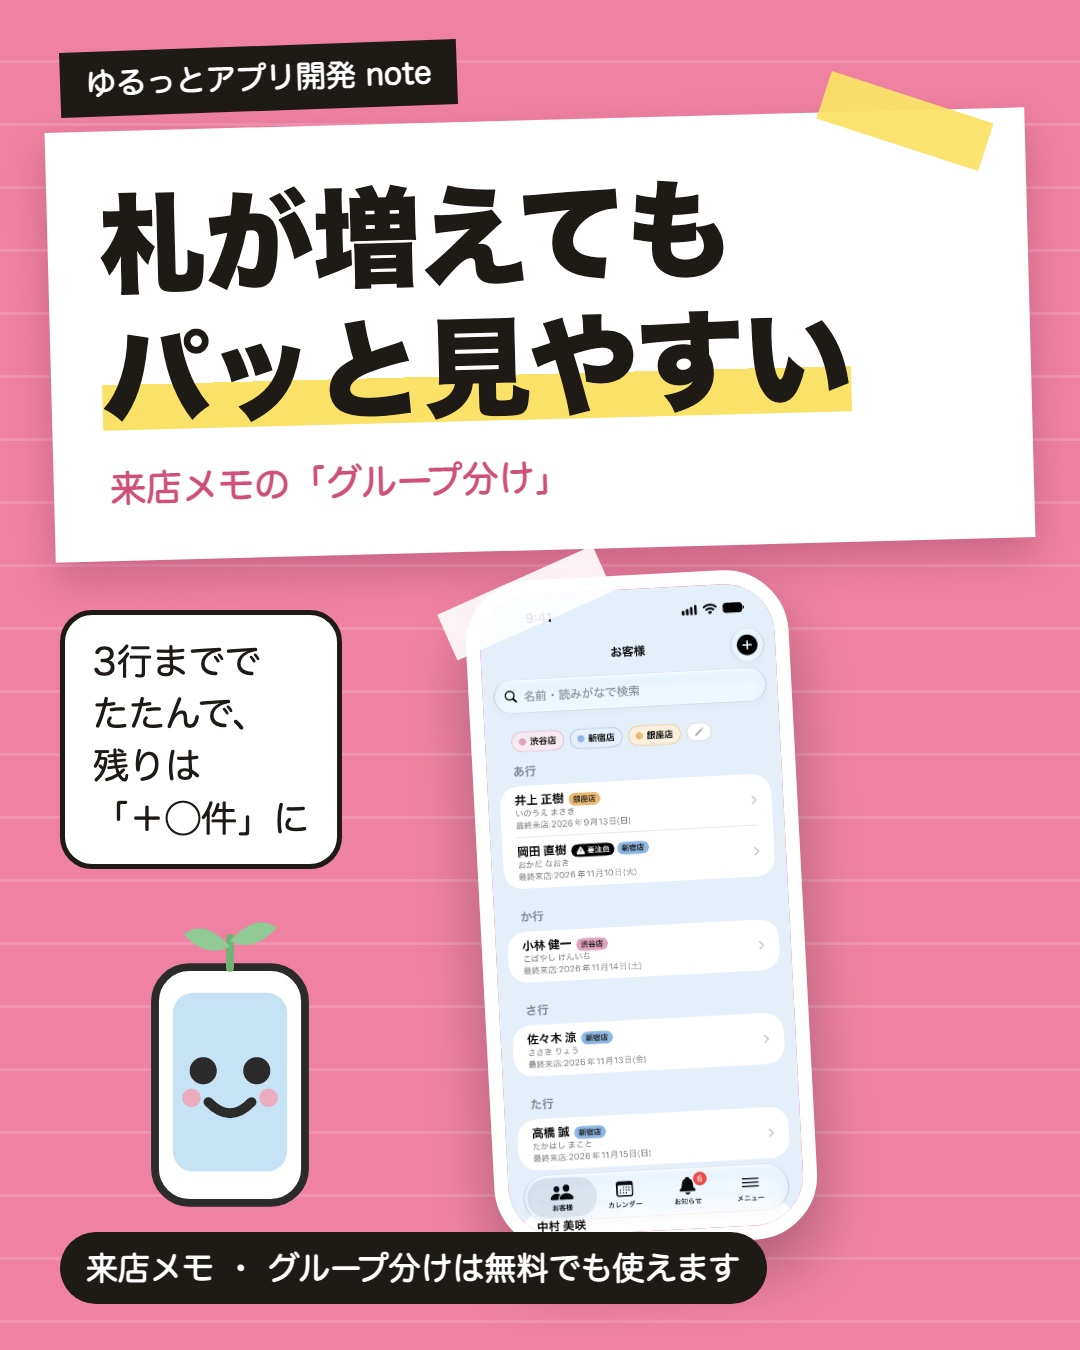 ゆるっとアプリ開発 note
札が増えても
パッと見やすい
来店メモの「グループ分け」
3行までで
たたんで、
残りは
「＋◯件」に
9:41
お客様
名前・読みがなで検索
渋谷店 新宿店 銀座店
あ行
井上 正樹 銀座店
いのうえ まさき
最終来店:2026年9月13日(日)
岡田 直樹 要注意 新宿店
おかだ なおき
最終来店:2026年11月10日(火)
か行
小林 健一 渋谷店
こばやし けんいち
最終来店:2026年11月14日(土)
さ行
佐々木 涼 新宿店
ささき りょう
最終来店:2026年11月13日(金)
た行
高橋 誠 新宿店
たかはし まこと
最終来店:2026年11月15日(日)
6
お客様 カレンダー お知らせ メニュー
中村 美咲
来店メモ ・ グループ分けは無料でも使えます